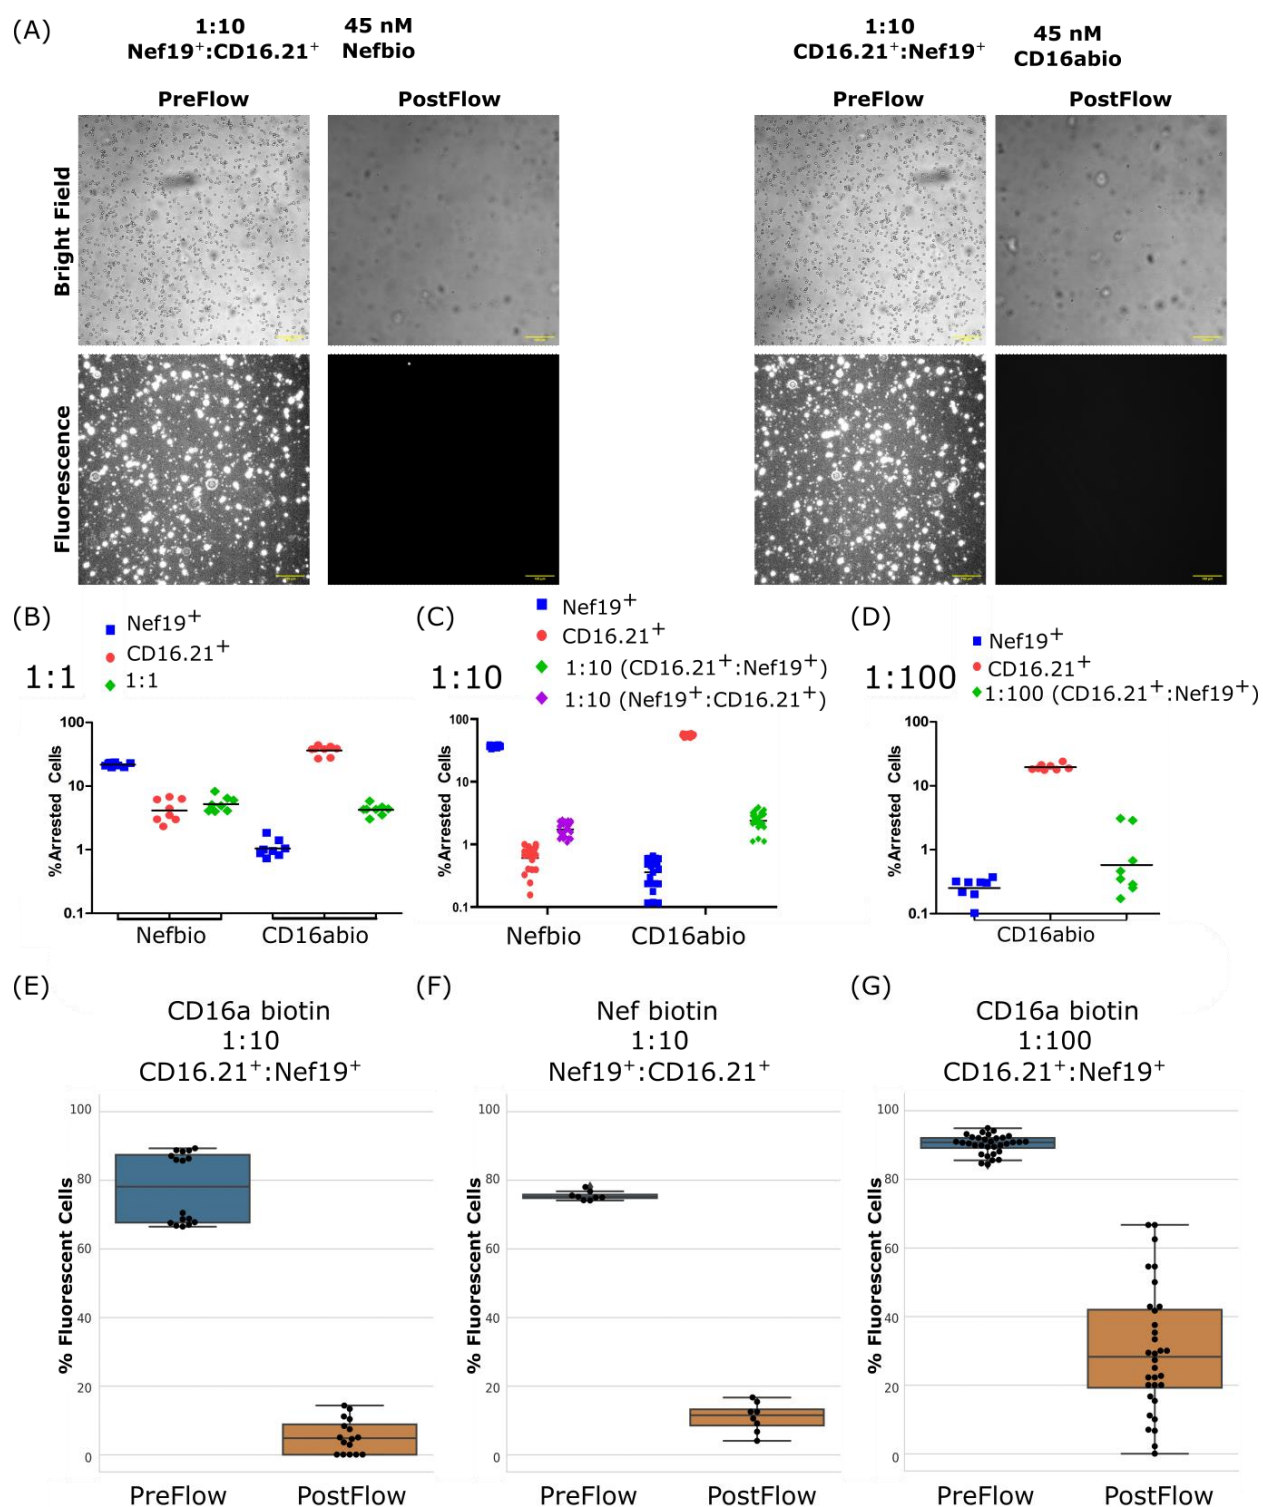 (A)
1:10
Nef19⁺:CD16.21⁺
45 nM
Nefbio
1:10
CD16.21⁺:Nef19⁺
45 nM
CD16abio
PreFlow
PostFlow
PreFlow
PostFlow
Bright Field
Fluorescence
(B)
Nef19⁺
CD16.21⁺
1:1
1:1
100
10
1
0.1
%Arrested Cells
Nefbio
CD16abio
(C)
Nef19⁺
CD16.21⁺
1:10 (CD16.21⁺:Nef19⁺)
1:10 (Nef19⁺:CD16.21⁺)
1:10
100
10
1
0.1
%Arrested Cells
Nefbio
CD16abio
(D)
Nef19⁺
CD16.21⁺
1:100 (CD16.21⁺:Nef19⁺)
1:100
100
10
1
0.1
%Arrested Cells
CD16abio
(E)
CD16a biotin
1:10
CD16.21⁺:Nef19⁺
100
80
60
40
20
0
% Fluorescent Cells
PreFlow
PostFlow
(F)
Nef biotin
1:10
Nef19⁺:CD16.21⁺
100
80
60
40
20
0
% Fluorescent Cells
PreFlow
PostFlow
(G)
CD16a biotin
1:100
CD16.21⁺:Nef19⁺
100
80
60
40
20
0
% Fluorescent Cells
PreFlow
PostFlow